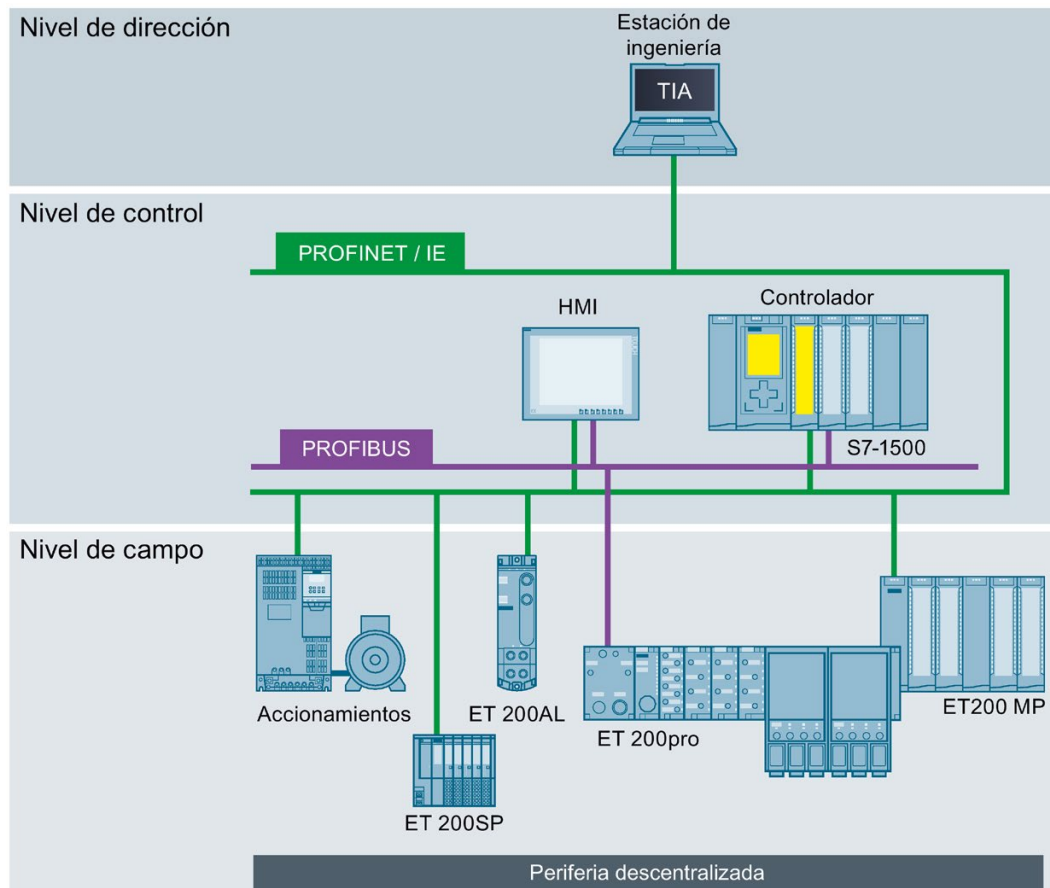 Nivel de dirección
Estación de
ingeniería
TIA
Nivel de control
PROFINET / IE
HMI
Controlador
PROFIBUS
S7-1500
Nivel de campo
Accionamientos
ET 200AL
ET 200pro
ET200 MP
ET 200SP
Periferia descentralizada